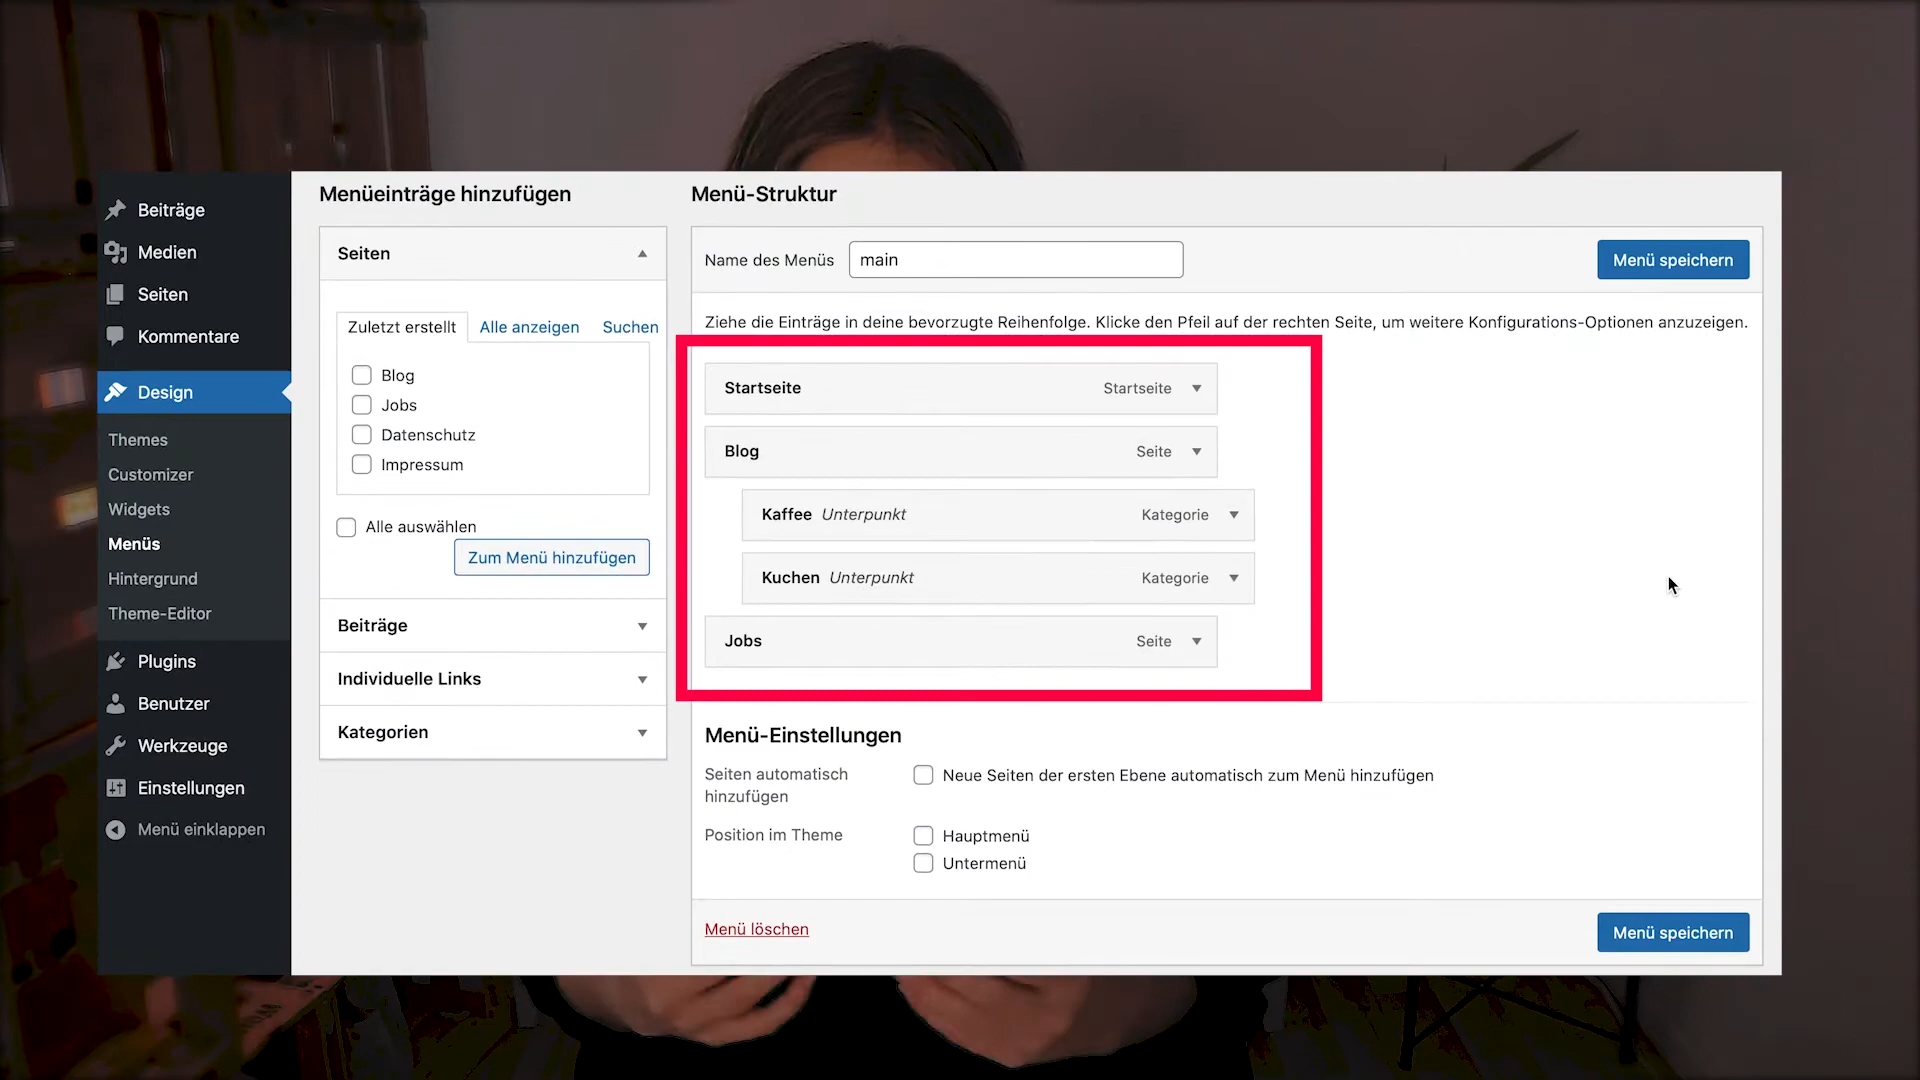 Beiträge
Medien
Seiten
Kommentare
Design
Themes
Customizer
Widgets
Menüs
Hintergrund
Theme-Editor
Plugins
Benutzer
Werkzeuge
Einstellungen
Menü einklappen
Menüeinträge hinzufügen
Seiten
Zuletzt erstellt Alle anzeigen Suchen
Blog
Jobs
Datenschutz
Impressum
Alle auswählen
Zum Menü hinzufügen
Beiträge
Individuelle Links
Kategorien
Menü-Struktur
Name des Menüs main Menü speichern
Ziehe die Einträge in deine bevorzugte Reihenfolge. Klicke den Pfeil auf der rechten Seite, um weitere Konfigurations-Optionen anzuzeigen.
Startseite Startseite
Blog Seite
Kaffee Unterpunkt Kategorie
Kuchen Unterpunkt Kategorie
Jobs Seite
Menü-Einstellungen
Seiten automatisch hinzufügen
Neue Seiten der ersten Ebene automatisch zum Menü hinzufügen
Position im Theme
Hauptmenü
Untermenü
Menü löschen Menü speichern